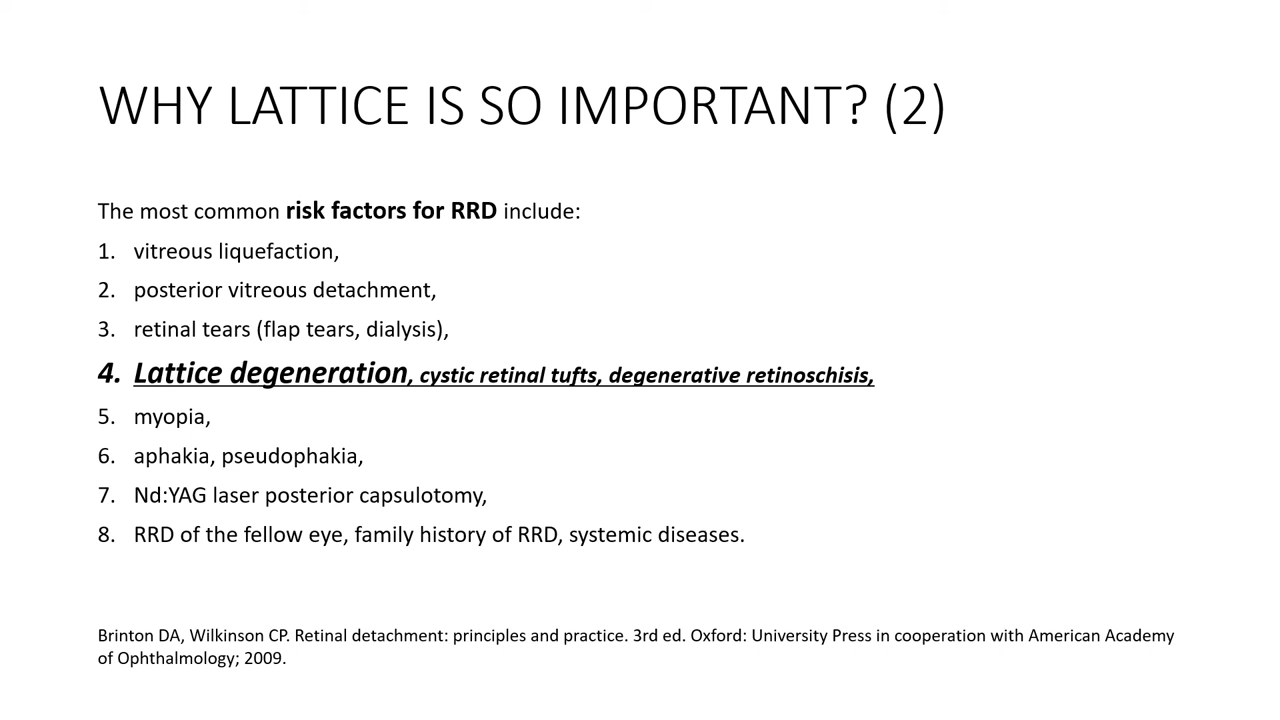 WHY LATTICE IS SO IMPORTANT? (2)
The most common risk factors for RRD include:
1. vitreous liquefaction,
2. posterior vitreous detachment,
3. retinal tears (flap tears, dialysis),
4. Lattice degeneration, cystic retinal tufts, degenerative retinoschisis,
5. myopia,
6. aphakia, pseudophakia,
7. Nd:YAG laser posterior capsulotomy,
8. RRD of the fellow eye, family history of RRD, systemic diseases.
Brinton DA, Wilkinson CP. Retinal detachment: principles and practice. 3rd ed. Oxford: University Press in cooperation with American Academy
of Ophthalmology; 2009.